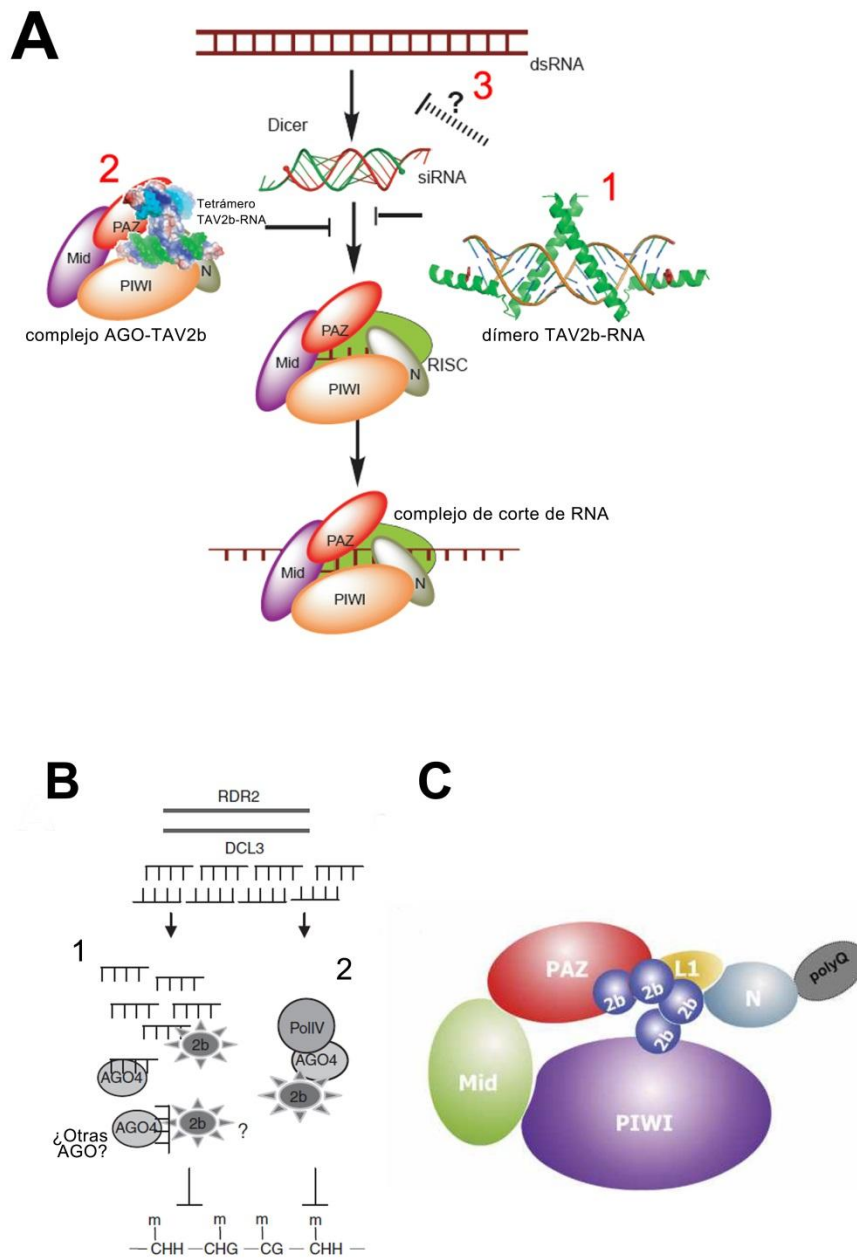 A
dsRNA
3
?
Dicer
siRNA
2
Tetrámero
TAV2b-RNA
1
PAZ
Mid
N
PIWI
complejo AGO-TAV2b
dímero TAV2b-RNA
PAZ
Mid
RISC
N
PIWI
complejo de corte de RNA
PAZ
Mid
N
PIWI
B
RDR2
DCL3
1
2
2b
PolIV
AGO4
AGO4
2b
¿Otras
AGO?
AGO4
2b
?
m
m
m
CHH
CHG
CG
CHH
C
PAZ
L1
polyQ
2b
2b
2b
2b
N
Mid
PIWI